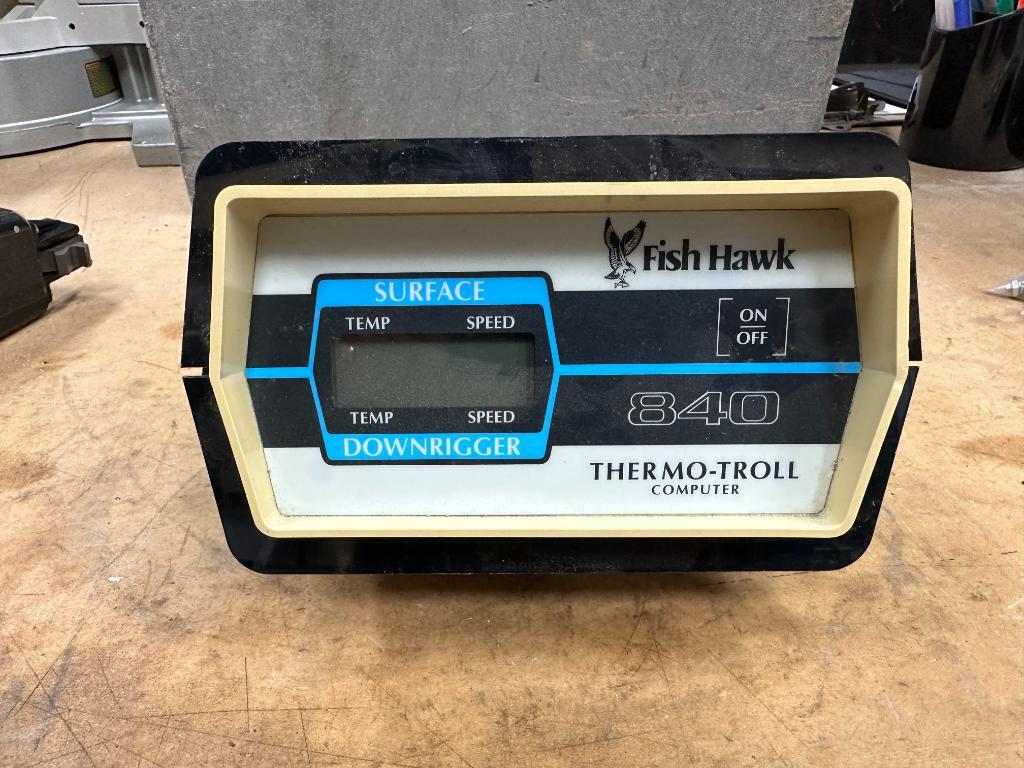 Fish Hawk
SURFACE
TEMP SPEED
ON
OFF
TEMP SPEED
DOWNRIGGER
840
THERMO-TROLL
COMPUTER